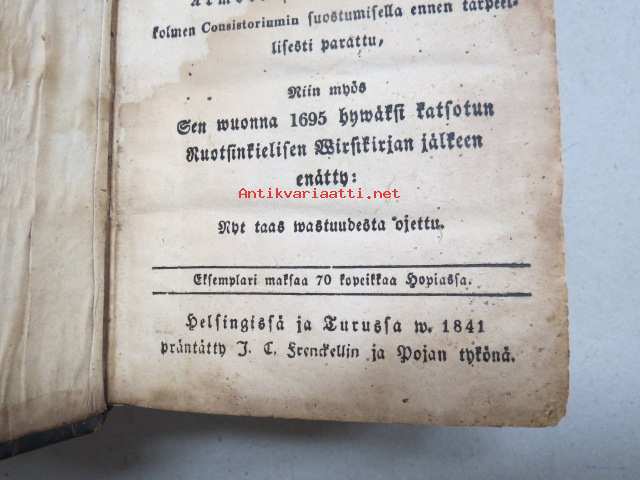 kolmen Consistoriumin suostumisella ennen tarpeel-
lisesti parattu,
Niin myös
Sen wuonna 1695 hywäksi katsotun
Ruotsinkielisen Wirsikirjan jälkeen
enätty:
Antikvariaatti.net
Nyt taas wastuudesta ojettu.
Eksemplari maksaa 70 kopeikkaa Hopiassa.
Helsingissä ja Turussa w. 1841
präntätty J. C. Frenckellin ja Pojan tykönä.